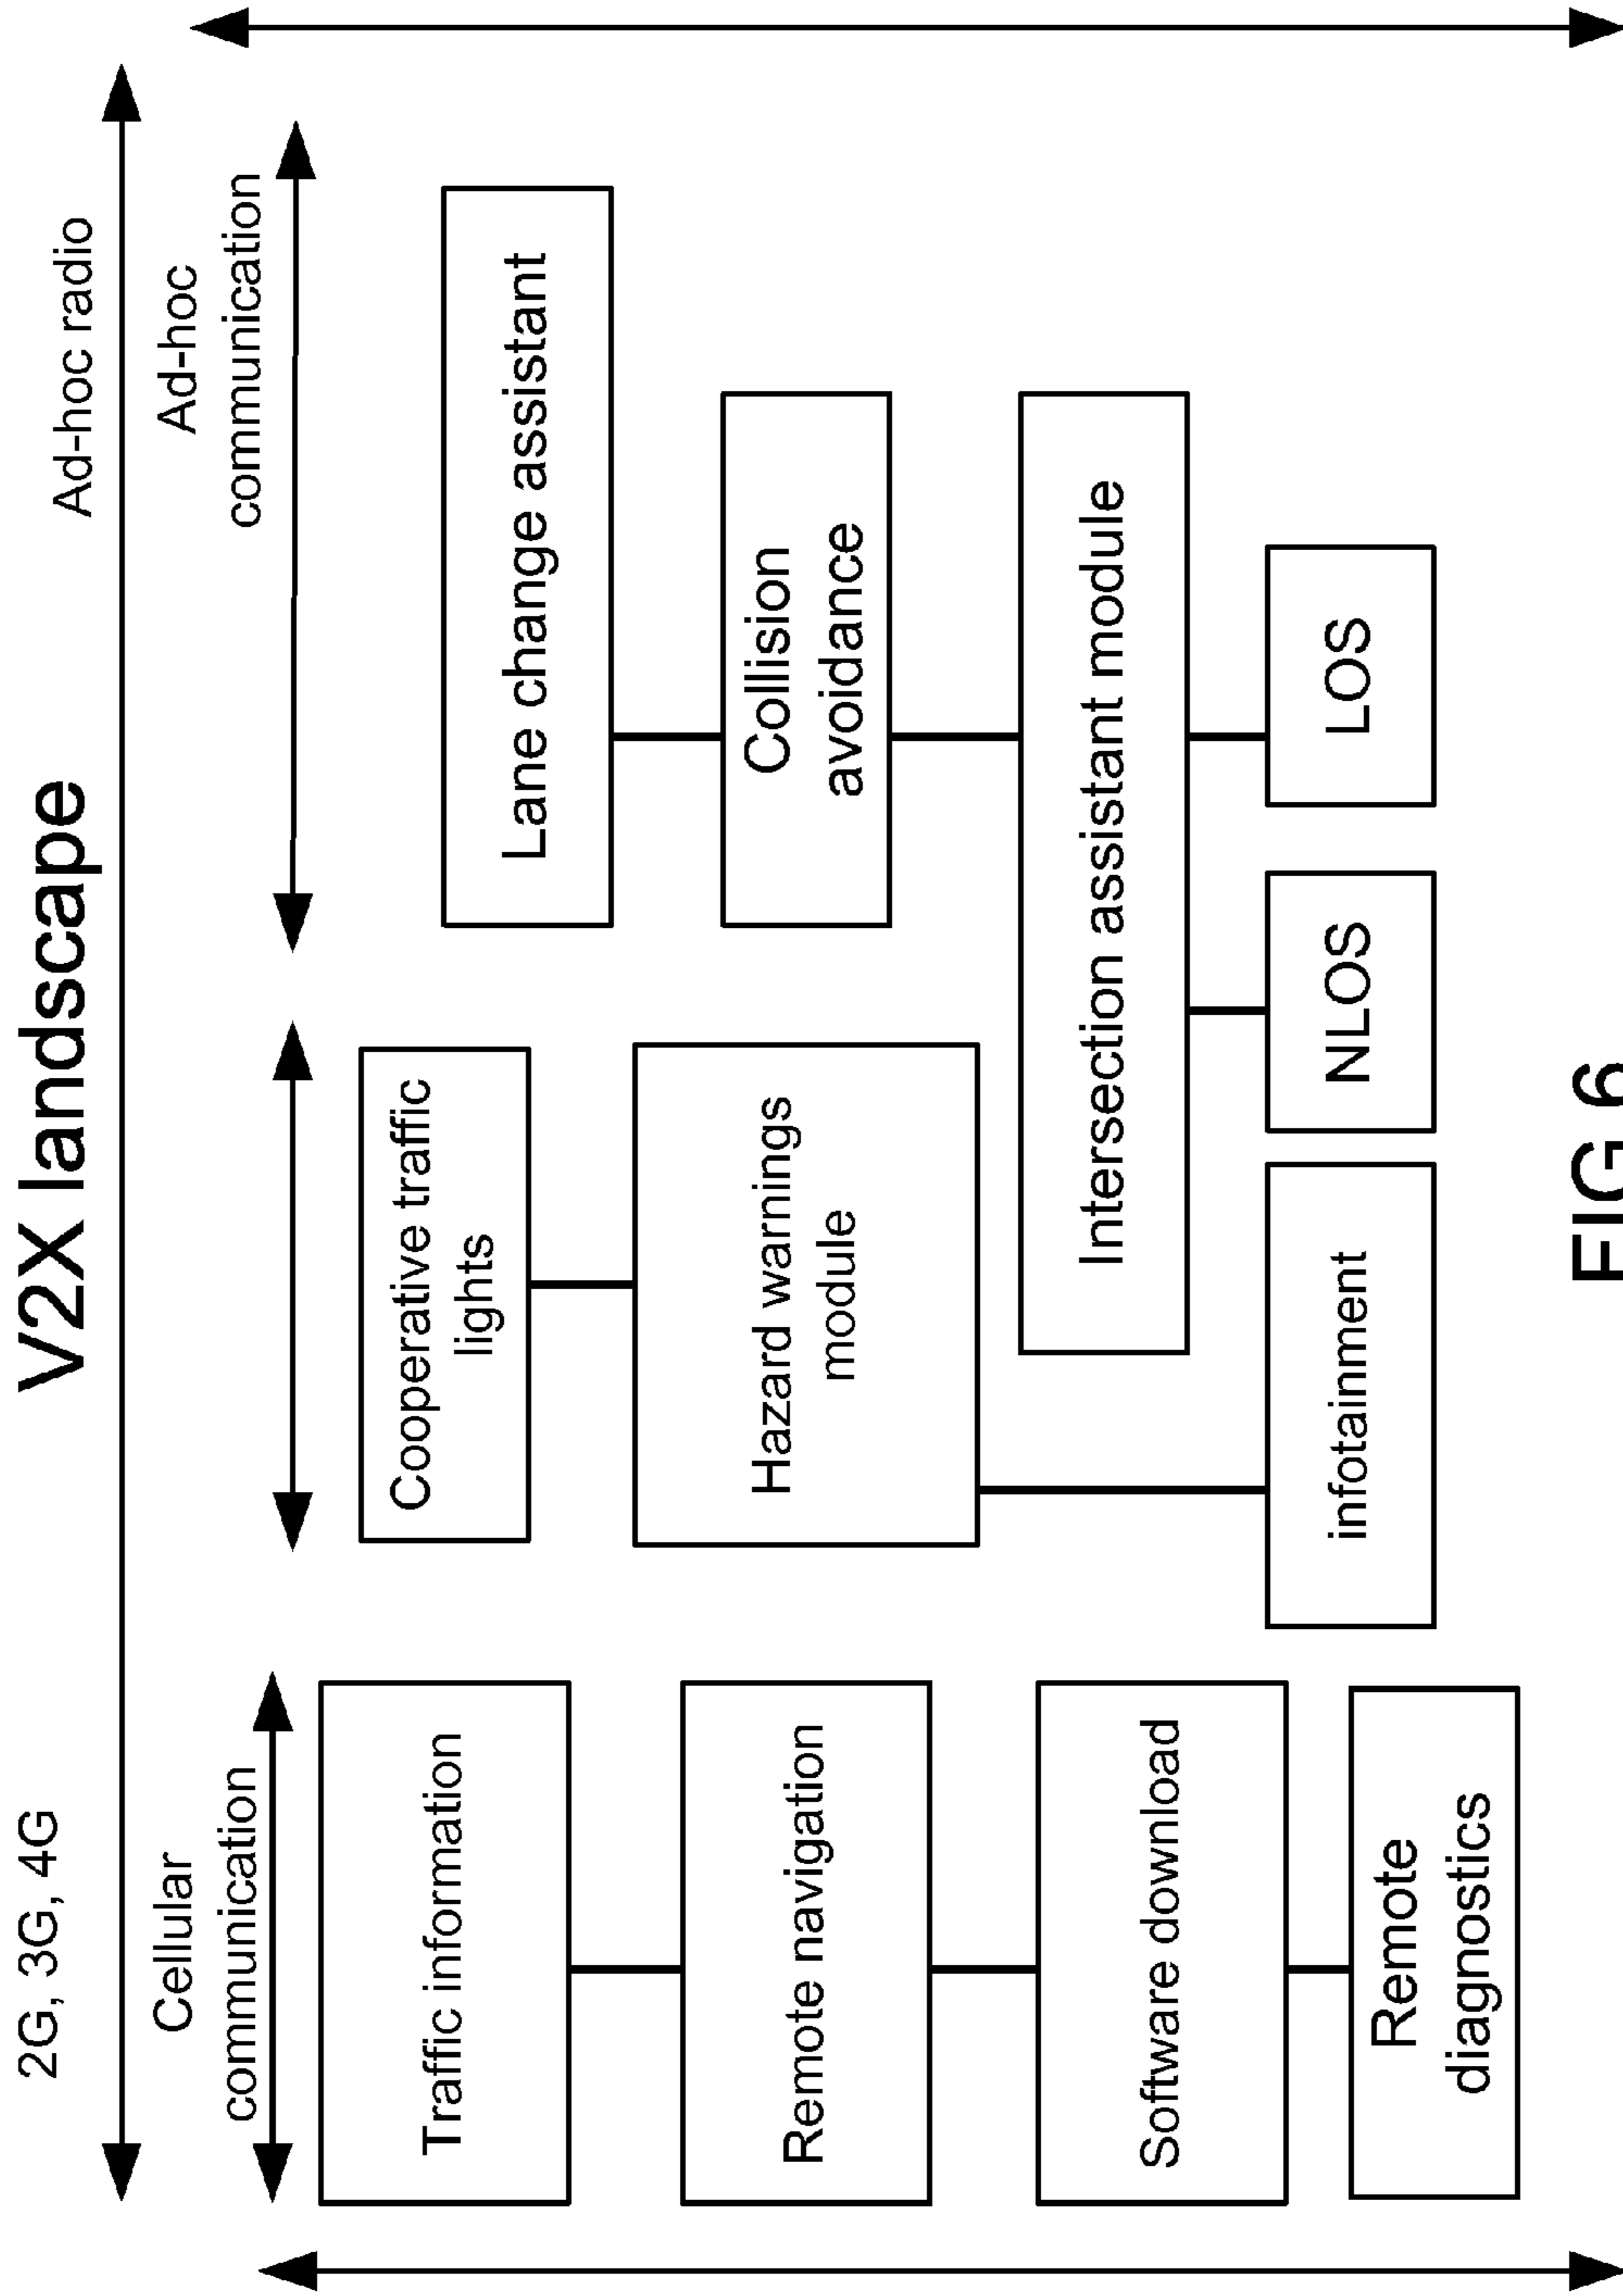 V2X landscape
2G, 3G, 4G
Ad-hoc radio
Cellular
communication
Ad-hoc
communication
Traffic information
Remote navigation
Software download
Remote
diagnostics
Cooperative traffic
lights
Hazard warnings
module
infotainment
Lane change assistant
Collision
avoidance
Intersection assistant module
NLOS
LOS
FIG 6